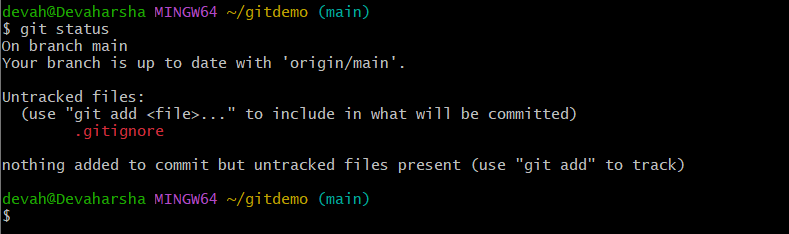 devah@Devaharsha MINGW64 ~/gitdemo (main)
$ git status
On branch main
Your branch is up to date with 'origin/main'.
Untracked files:
  (use "git add <file>..." to include in what will be committed)
        .gitignore
nothing added to commit but untracked files present (use "git add" to track)
devah@Devaharsha MINGW64 ~/gitdemo (main)
$